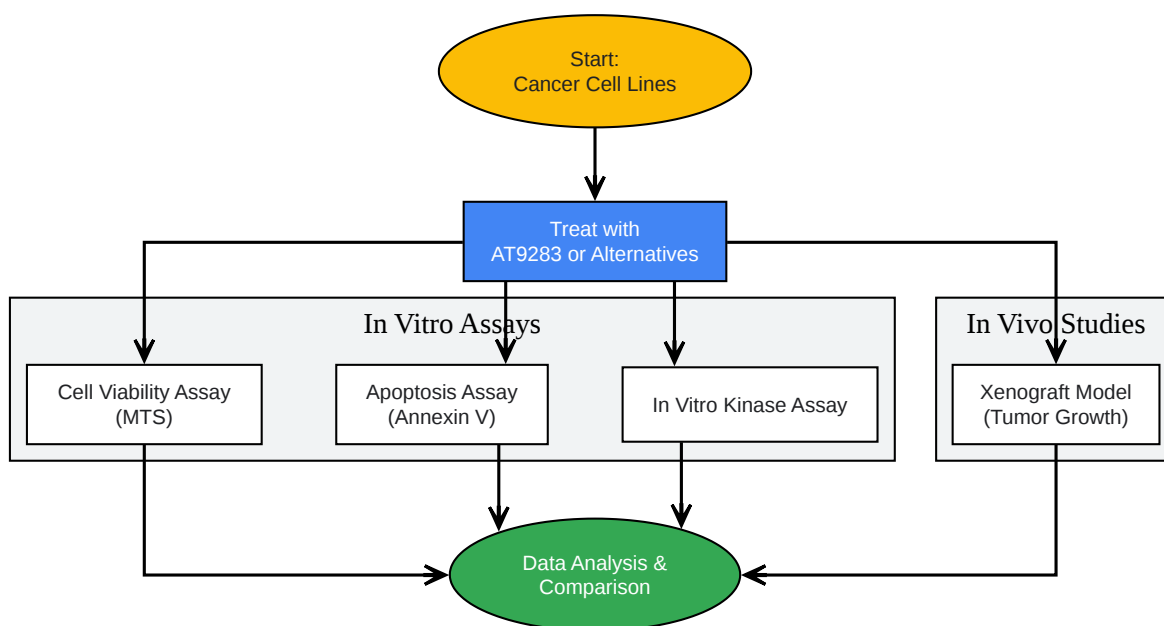 Start:
Cancer Cell Lines
Treat with
AT9283 or Alternatives
In Vitro Assays
In Vivo Studies
Cell Viability Assay
(MTS)
Apoptosis Assay
(Annexin V)
In Vitro Kinase Assay
Xenograft Model
(Tumor Growth)
Data Analysis &
Comparison